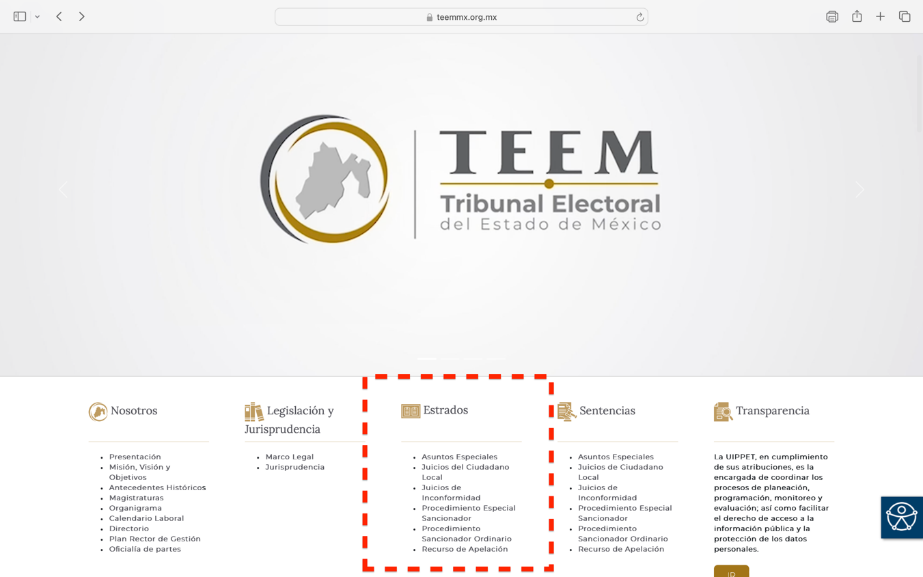 teemmx.org.mx
TEEM
Tribunal Electoral
del Estado de México
Nosotros
Presentación
Misión, Visión y
Objetivos
Antecedentes Históricos
Magistraturas
Organigrama
Calendario Laboral
Directorio
Plan Rector de Gestión
Oficialía de partes
Legislación y
Jurisprudencia
Marco Legal
Jurisprudencia
Estrados
Asuntos Especiales
Juicios del Ciudadano
Local
Juicios de
Inconformidad
Procedimiento Especial
Sancionador
Procedimiento
Sancionador Ordinario
Recurso de Apelación
Sentencias
Asuntos Especiales
Juicios de Ciudadano
Local
Juicios de
Inconformidad
Procedimiento Especial
Sancionador
Procedimiento
Sancionador Ordinario
Recurso de Apelación
Transparencia
La UIPPET, en cumplimiento
de sus atribuciones, es la
encargada de coordinar los
procesos de planeación,
programación, monitoreo y
evaluación; así como facilitar
el derecho de acceso a la
información pública y la
protección de los datos
personales.